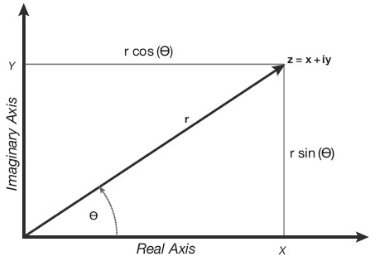 r cos (Θ)
Y
z = x + iy
r
Imaginary Axis
r sin (Θ)
Θ
Real Axis
X